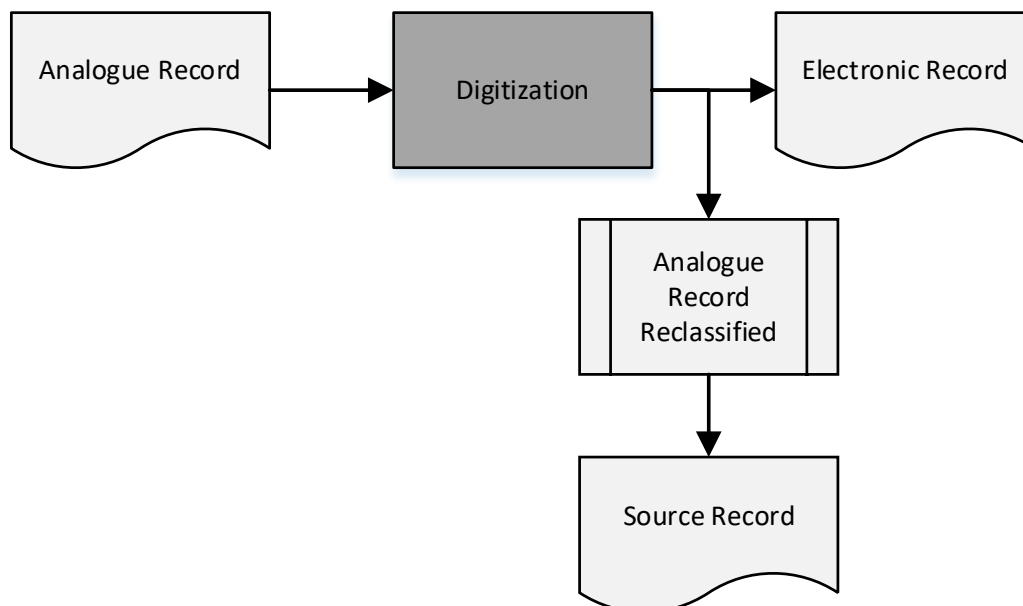 Analogue Record
Digitization
Electronic Record
Analogue
Record
Reclassified
Source Record